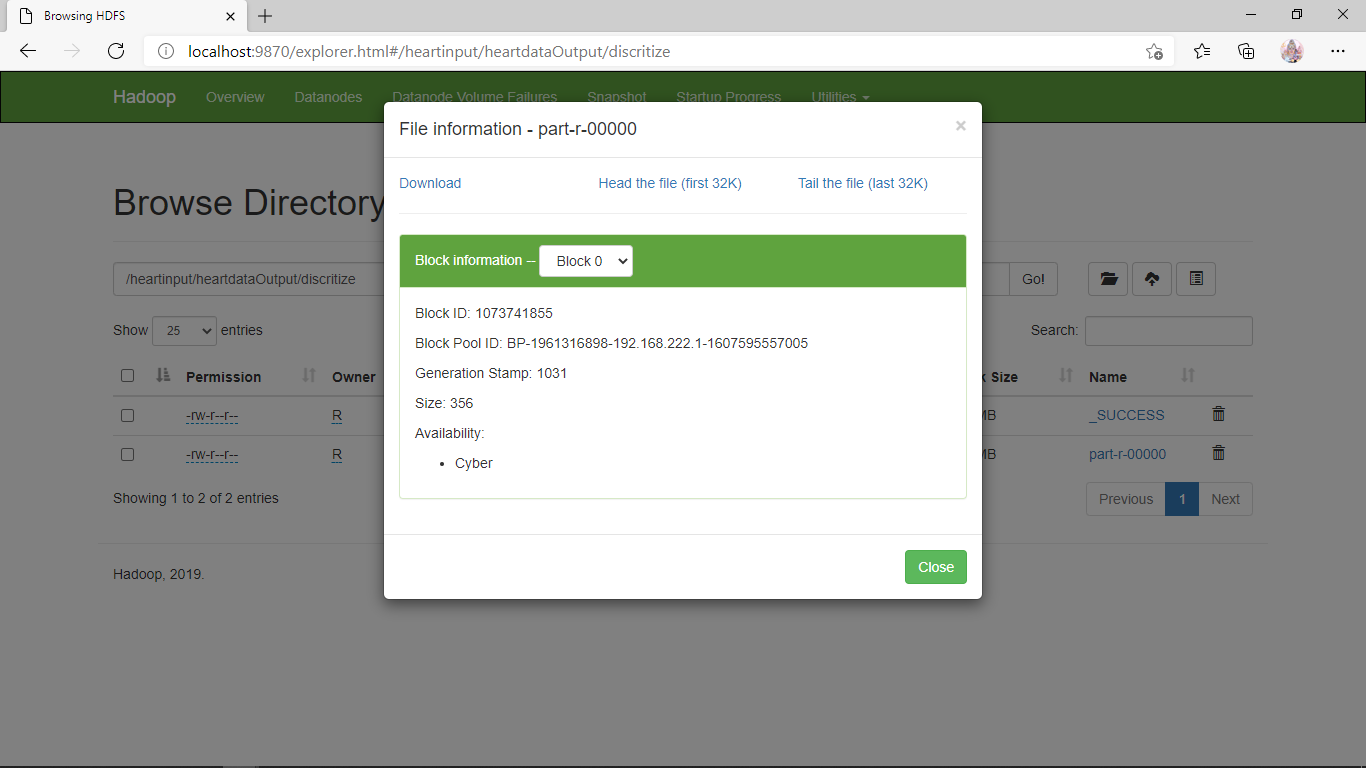 Browsing HDFS
localhost:9870/explorer.html#/heartinput/heartdataOutput/discritize
Hadoop Overview Datanodes Datanode Volume Failures Snapshot Startup Progress Utilities
File information - part-r-00000 ×
Download Head the file (first 32K) Tail the file (last 32K)
Browse Directory
Block information -- Block 0
/heartinput/heartdataOutput/discritize Go!
Block ID: 1073741855
Show 25 entries Search:
Block Pool ID: BP-1961316898-192.168.222.1-1607595557005
Generation Stamp: 1031
Permission Owner Size Name
Size: 356
-rw-r--r-- R MB _SUCCESS
Availability:
-rw-r--r-- R MB part-r-00000
• Cyber
Showing 1 to 2 of 2 entries Previous 1 Next
Close
Hadoop, 2019.